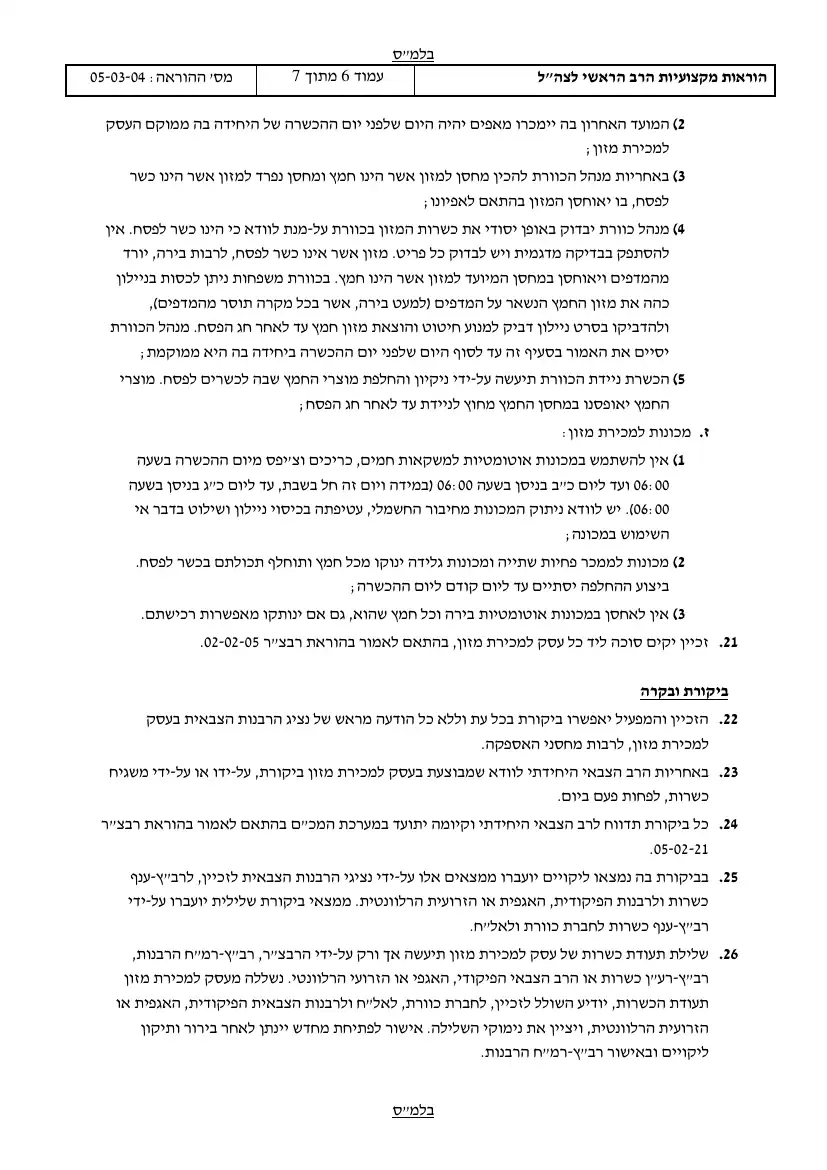 בלמ״ס
הוראות מקצועיות הרב הראשי לצה״ל עמוד 6 מתוך 7 מס׳ ההוראה: 05-03-04
2) המועד האחרון בה יימכרו מאפים יהיה היום שלפני יום ההכשרה של היחידה בה ממוקם העסק
למכירת מזון;
3) באחריות מנהל הכוורת להכין מחסן למזון אשר הינו חמץ ומחסן נפרד למזון אשר הינו כשר
לפסח, בו יאוחסן המזון בהתאם לאפיונו;
4) מנהל כוורת יבדוק באופן יסודי את כשרות המזון בכוורת על-מנת לוודא כי הינו כשר לפסח. אין
להסתפק בבדיקה מדגמית ויש לבדוק כל פריט. מזון אשר אינו כשר לפסח, לרבות בירה, יורד
מהמדפים ויאוחסן במחסן המיועד למזון אשר הינו חמץ. בכוורת משפחות ניתן לכסות בניילון
כהה את מזון החמץ הנשאר על המדפים (למעט בירה, אשר בכל מקרה תוסר מהמדפים),
ולהדביקו בסרט ניילון דביק למנוע חיטוט והוצאת מזון חמץ עד לאחר חג הפסח. מנהל הכוורת
יסיים את האמור בסעיף זה עד לסוף היום שלפני יום ההכשרה ביחידה בה היא ממוקמת;
5) הכשרת ניידת הכוורת תיעשה על-ידי ניקיון והחלפת מוצרי החמץ שבה לכשרים לפסח. מוצרי
החמץ יאופסנו במחסן החמץ מחוץ לניידת עד לאחר חג הפסח;
ז. מכונות למכירת מזון:
1) אין להשתמש במכונות אוטומטיות למשקאות חמים, כריכים וצ׳יפס מיום ההכשרה בשעה
06:00 ועד ליום כ״ב בניסן בשעה 06:00 (במידה ויום זה חל בשבת, עד ליום כ״ג בניסן בשעה
06:00). יש לוודא ניתוק המכונות מחיבור החשמלי, עטיפתה בכיסוי ניילון ושילוט בדבר אי
השימוש במכונה;
2) מכונות לממכר פחיות שתייה ומכונות גלידה ינוקו מכל חמץ ותוחלף תכולתם בכשר לפסח.
ביצוע ההחלפה יסתיים עד ליום קודם ליום ההכשרה;
3) אין לאחסן במכונות אוטומטיות בירה וכל חמץ שהוא, גם אם ינותקו מאפשרות רכישתם.
21. זכיין יקים סוכה ליד כל עסק למכירת מזון, בהתאם לאמור בהוראת רבצ״ר 02-02-05.
ביקורת ובקרה
22. הזכיין והמפעיל יאפשרו ביקורת בכל עת וללא כל הודעה מראש של נציג הרבנות הצבאית בעסק
למכירת מזון, לרבות מחסני האספקה.
23. באחריות הרב הצבאי היחידתי לוודא שמבוצעת בעסק למכירת מזון ביקורת, על-ידו או על-ידי משגיח
כשרות, לפחות פעם ביום.
24. כל ביקורת תדווח לרב הצבאי היחידתי וקיומה יתועד במערכת המכ״ם בהתאם לאמור בהוראת רבצ״ר
05-02-21.
25. בביקורת בה נמצאו ליקויים יועברו ממצאים אלו על-ידי נציגי הרבנות הצבאית לזכיין, לרב״ץ-ענף
כשרות ולרבנות הפיקודית, האגפית או הזרועית הרלוונטית. ממצאי ביקורת שלילית יועברו על-ידי
רב״ץ-ענף כשרות לחברת כוורת ולאל״ח.
26. שלילת תעודת כשרות של עסק למכירת מזון תיעשה אך ורק על-ידי הרבצ״ר, רב״ץ-רמ״ח הרבנות,
רב״ץ-רע״ן כשרות או הרב הצבאי הפיקודי, האגפי או הזרועי הרלוונטי. נשללה מעסק למכירת מזון
תעודת הכשרות, יודיע השולל לזכיין, לחברת כוורת, לאל״ח ולרבנות הצבאית הפיקודית, האגפית או
הזרועית הרלוונטית, ויציין את נימוקי השלילה. אישור לפתיחת מחדש יינתן לאחר בירור ותיקון
ליקויים ובאישור רב״ץ-רמ״ח הרבנות.
בלמ״ס